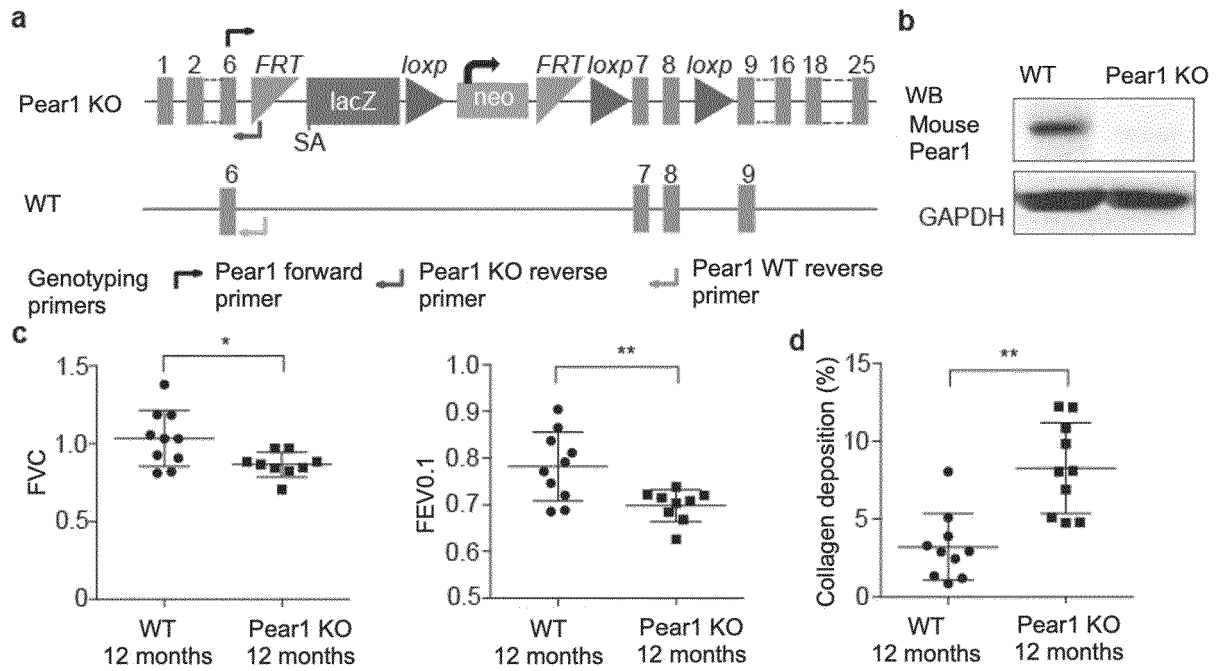 a
1 2 6 FRT loxp FRT loxp 7 8 loxp 9 16 18 25
Pear1 KO
lacZ
neo
SA
WT
6 7 8 9
Genotyping primers
Pear1 forward primer
Pear1 KO reverse primer
Pear1 WT reverse primer
b
WT Pear1 KO
WB
Mouse
Pear1
GAPDH
c
*
1.5
1.0
0.5
0
FVC
WT
12 months
Pear1 KO
12 months
**
1.0
0.9
0.8
0.7
0.6
0.5
FEV0.1
WT
12 months
Pear1 KO
12 months
d
**
15
10
5
0
Collagen deposition (%)
WT
12 months
Pear1 KO
12 months